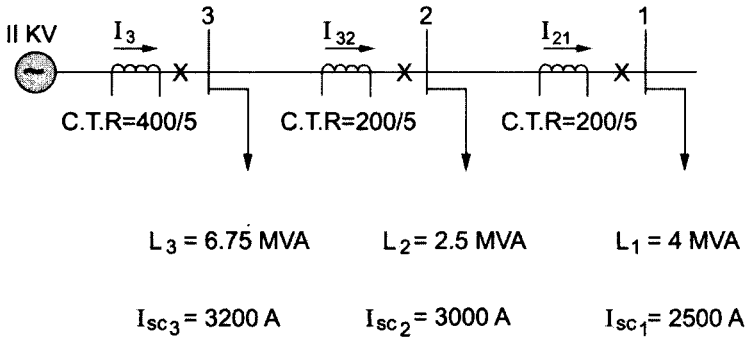 3 2 1
II KV I₃ I₃₂ I₂₁
C.T.R=400/5 C.T.R=200/5 C.T.R=200/5
L₃ = 6.75 MVA L₂ = 2.5 MVA L₁ = 4 MVA
Isc₃ = 3200 A Isc₂ = 3000 A Isc₁ = 2500 A